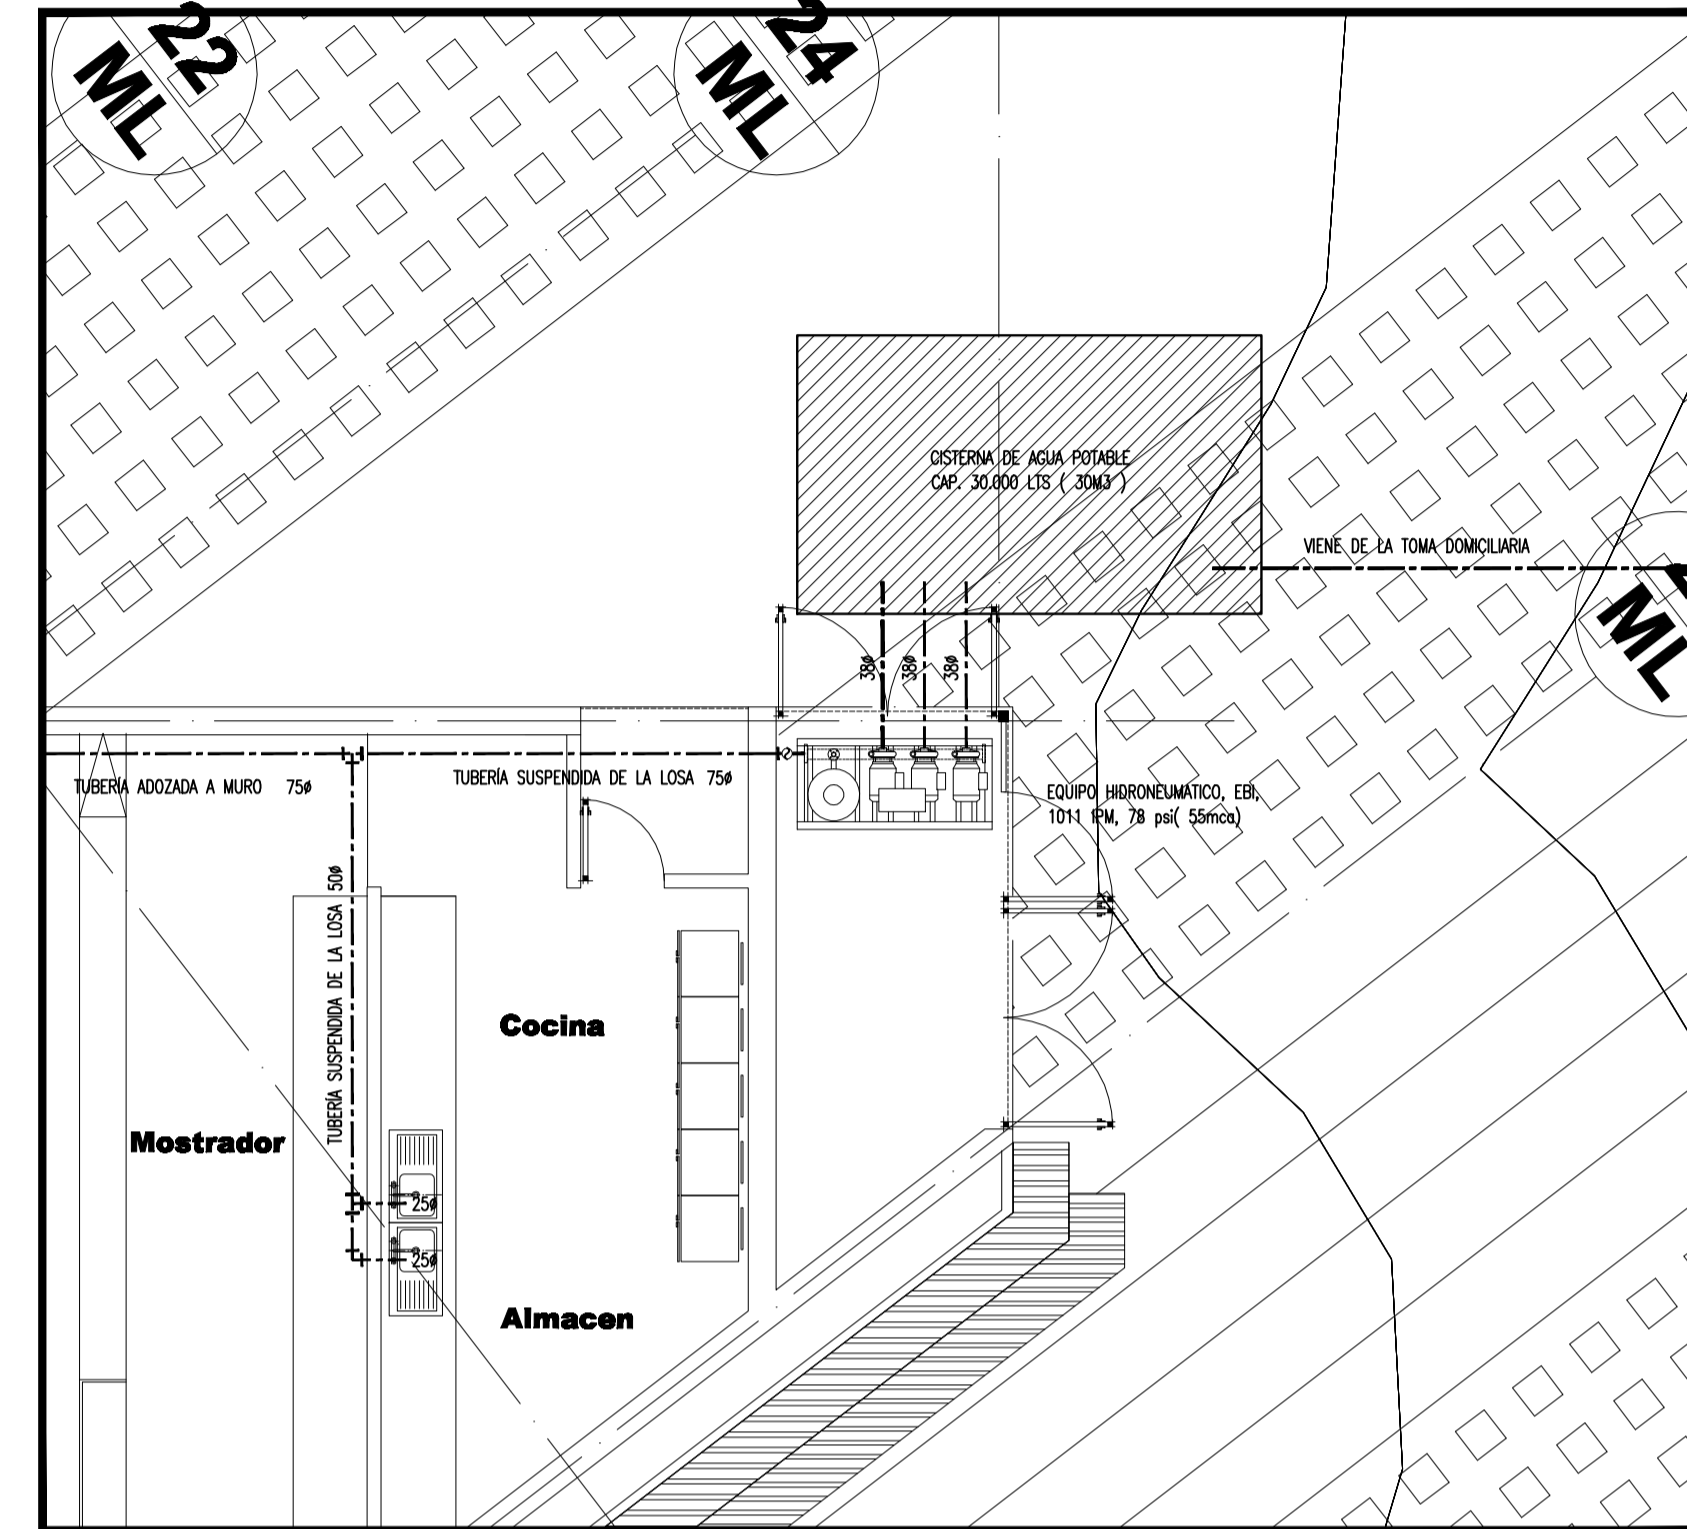 22
ML
24
ML
CISTERNA DE AGUA POTABLE
CAP. 30.000 LTS ( 30M3 )
VIENE DE LA TOMA DOMICILIARIA
ML
38ø
38ø
38ø
TUBERÍA ADOZADA A MURO 75ø
TUBERÍA SUSPENDIDA DE LA LOSA 75ø
EQUIPO HIDRONEUMATICO, EBI,
1011 lPM, 78 psi( 55mca)
TUBERÍA SUSPENDIDA DE LA LOSA 50ø
Cocina
Mostrador
25ø
25ø
Almacen